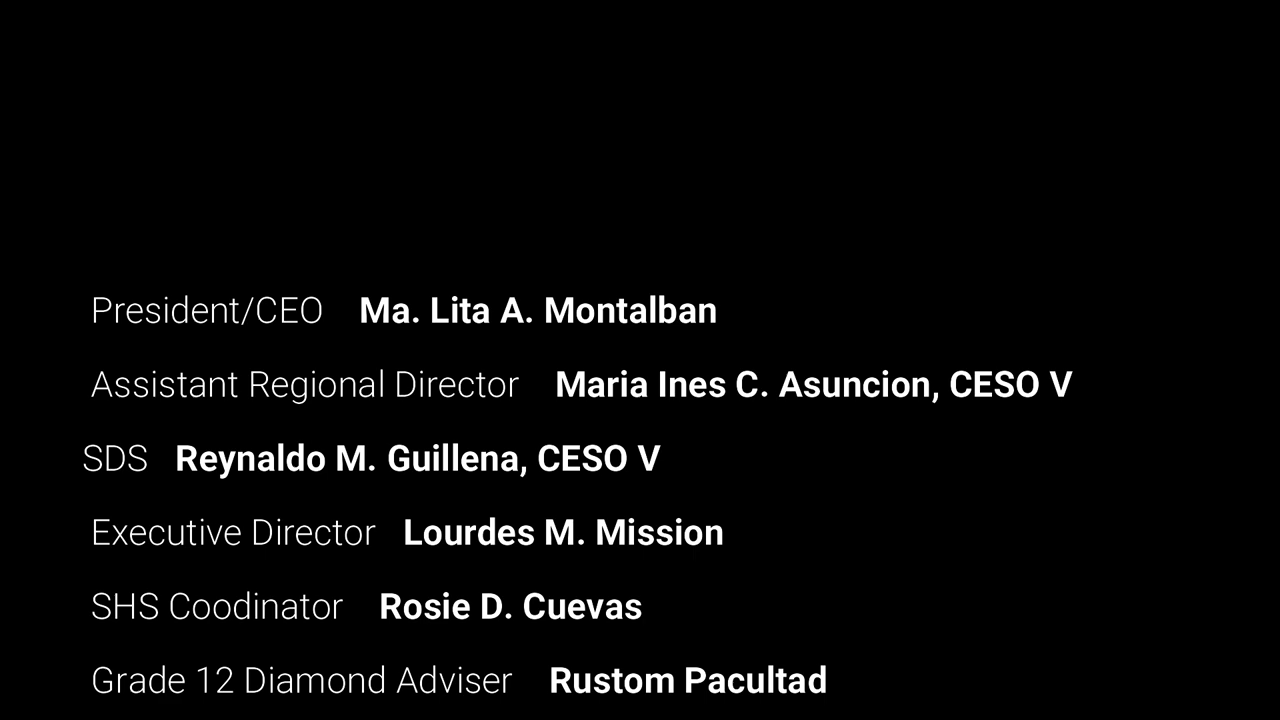 President/CEO Ma. Lita A. Montalban
Assistant Regional Director Maria Ines C. Asuncion, CESO V
SDS Reynaldo M. Guillena, CESO V
Executive Director Lourdes M. Mission
SHS Coodinator Rosie D. Cuevas
Grade 12 Diamond Adviser Rustom Pacultad